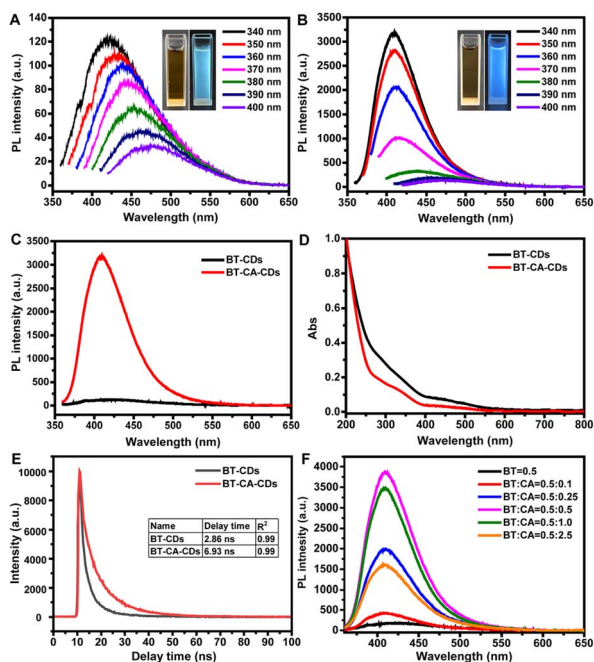 A
PL intensity (a.u.)
140
120
100
80
60
40
20
0
350 400 450 500 550 600 650
Wavelength (nm)
340 nm
350 nm
360 nm
370 nm
380 nm
390 nm
400 nm
B
PL intensity (a.u.)
3500
3000
2500
2000
1500
1000
500
0
350 400 450 500 550 600 650
Wavelength (nm)
340 nm
350 nm
360 nm
370 nm
380 nm
390 nm
400 nm
C
PL intensity (a.u.)
3500
3000
2500
2000
1500
1000
500
0
350 400 450 500 550 600 650
Wavelength (nm)
BT-CDs
BT-CA-CDs
D
Abs
1.0
0.8
0.6
0.4
0.2
0.0
200 300 400 500 600 700 800
Wavelength (nm)
BT-CDs
BT-CA-CDs
E
Intensity (a.u.)
10000
8000
6000
4000
2000
0
0 10 20 30 40 50 60 70 80 90 100
Delay time (ns)
BT-CDs
BT-CA-CDs
Name Delay time R²
BT-CDs 2.86 ns 0.99
BT-CA-CDs 6.93 ns 0.99
F
PL intnesity (a.u.)
4000
3500
3000
2500
2000
1500
1000
500
0
400 450 500 550 600 650
Wavelength (nm)
BT=0.5
BT:CA=0.5:0.1
BT:CA=0.5:0.25
BT:CA=0.5:0.5
BT:CA=0.5:1.0
BT:CA=0.5:2.5